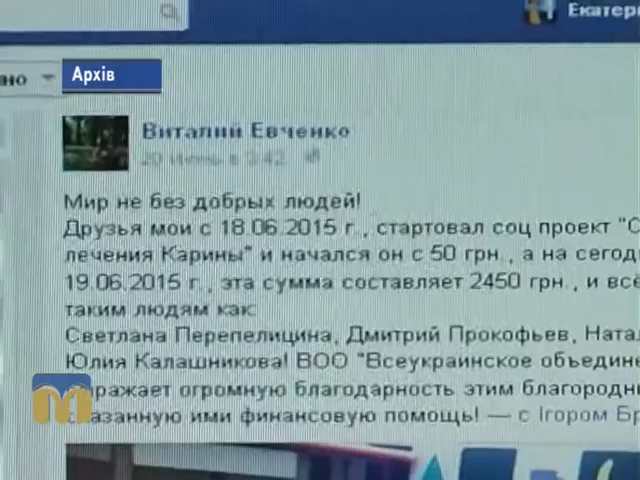 Екатер
но
Архів
Виталий Евченко
20 Июнь в 3:42
Мир не без добрых людей!
Друзья мои с 18.06.2015 г., стартовал соц проект "С
лечения Карины" и начался он с 50 грн., а на сегод
19.06.2015 г., эта сумма составляет 2450 грн., и всё
таким людям как:
Светлана Перепелицина, Дмитрий Прокофьев, Натал
Юлия Калашникова! ВОО "Всеукраинское объедине
ыражает огромную благодарность этим благородн
казанную ими финансовую помощь! — с Ігором Бр